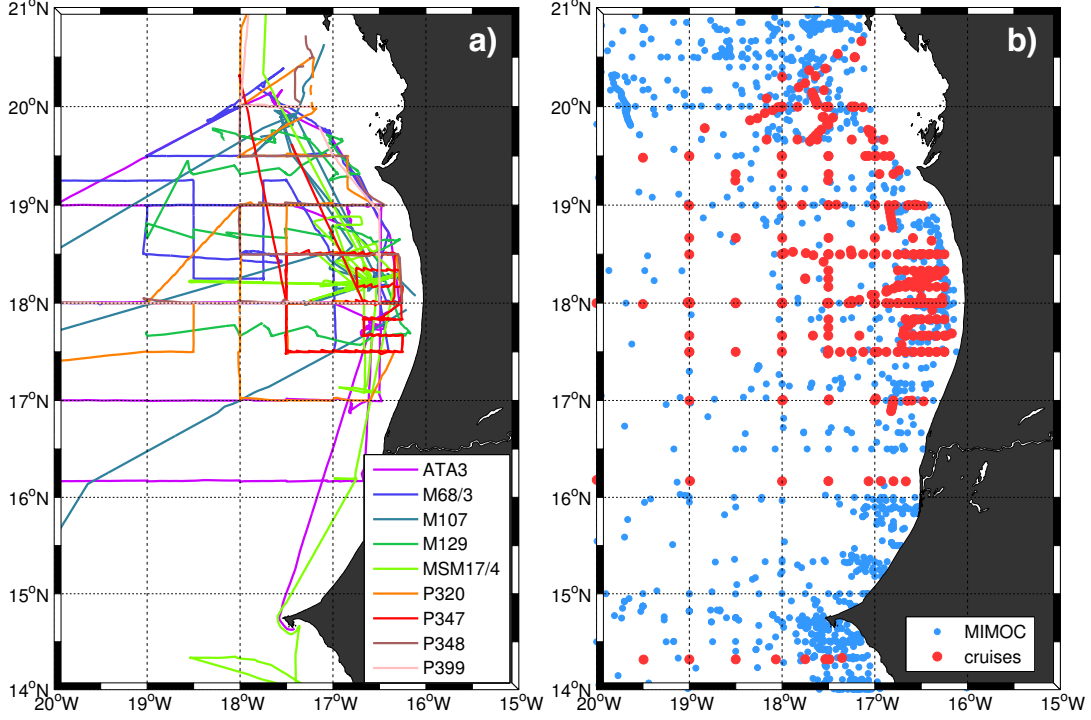 a)
21°N
20°N
19°N
18°N
17°N
16°N
15°N
14°N
20°W
19°W
18°W
17°W
16°W
15°W
ATA3
M68/3
M107
M129
MSM17/4
P320
P347
P348
P399
b)
21°N
20°N
19°N
18°N
17°N
16°N
15°N
14°N
20°W
19°W
18°W
17°W
16°W
15°W
MIMOC
cruises